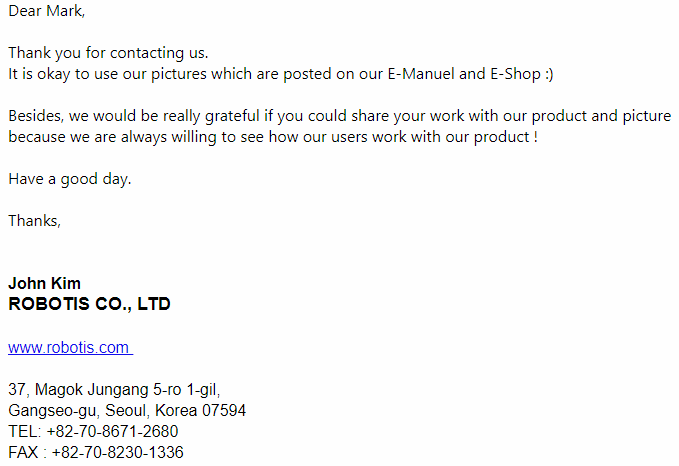 Dear Mark,
Thank you for contacting us.
It is okay to use our pictures which are posted on our E-Manuel and E-Shop :)
Besides, we would be really grateful if you could share your work with our product and picture
because we are always willing to see how our users work with our product !
Have a good day.
Thanks,
John Kim
ROBOTIS CO., LTD
www.robotis.com
37, Magok Jungang 5-ro 1-gil,
Gangseo-gu, Seoul, Korea 07594
TEL: +82-70-8671-2680
FAX : +82-70-8230-1336